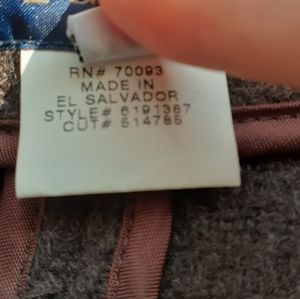 RN# 70093
MADE IN
EL SALVADOR
STYLE# 6191387
CUT# 514785